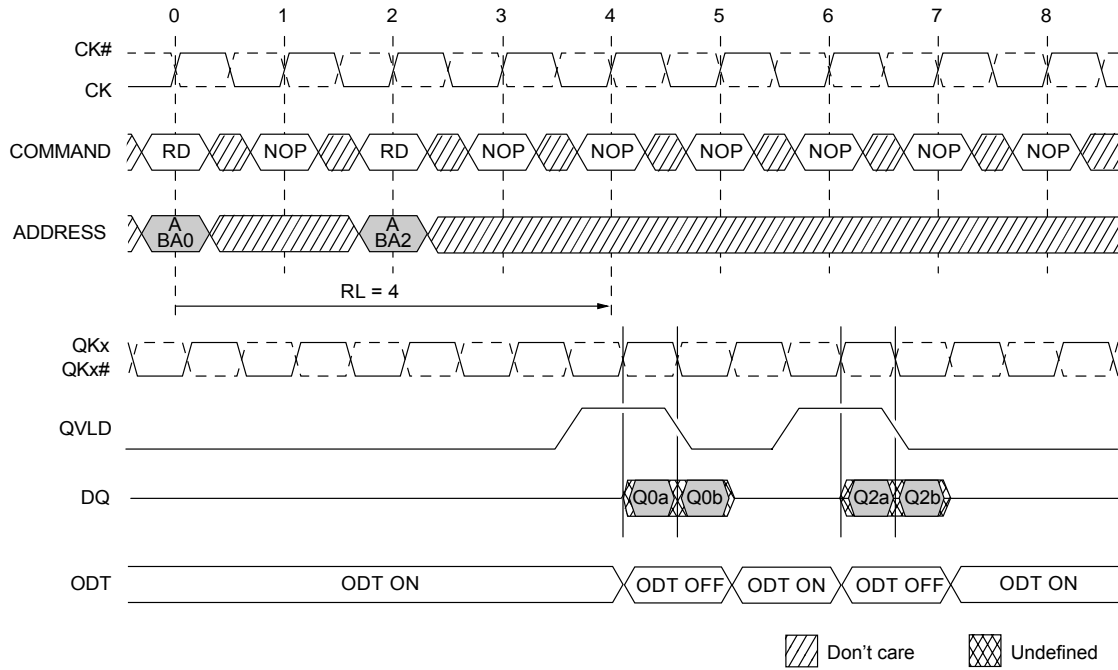 0 1 2 3 4 5 6 7 8
CK#
CK
COMMAND RD NOP RD NOP NOP NOP NOP NOP NOP
ADDRESS A BA0 A BA2
RL = 4
QKx
QKx#
QVLD
DQ Q0a Q0b Q2a Q2b
ODT ODT ON ODT OFF ODT ON ODT OFF ODT ON
Don't care Undefined